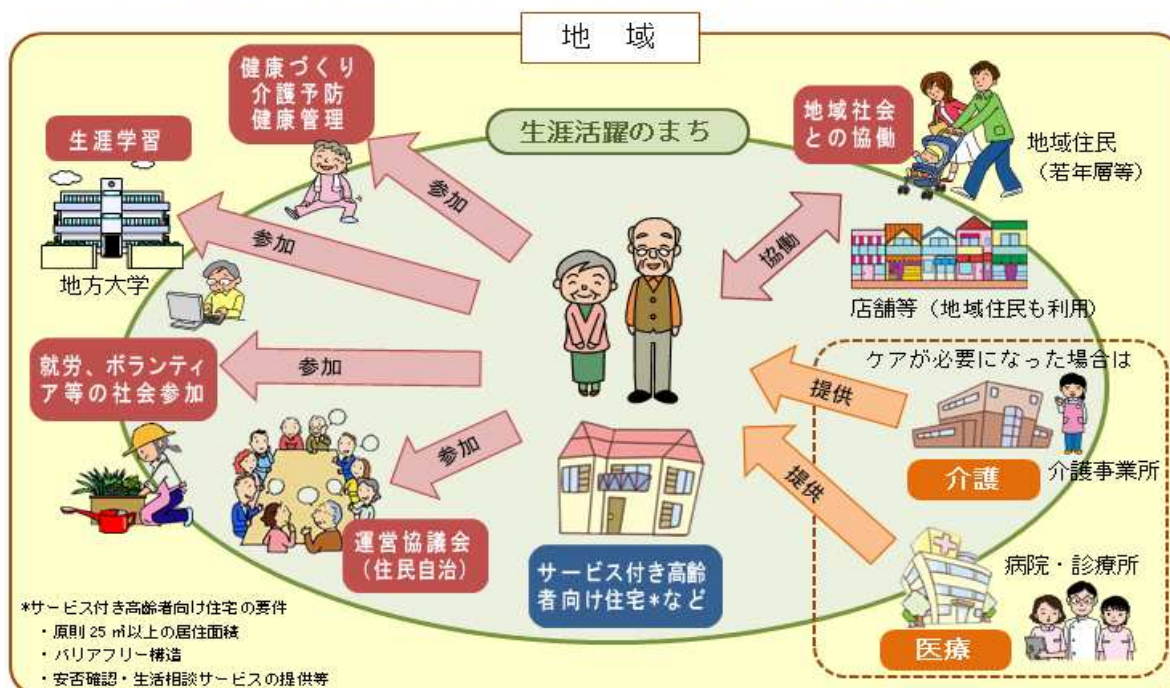 地 域
健康づくり
介護予防
健康管理
生涯学習
地方大学
生涯活躍のまち
地域社会
との協働
地域住民
(若年層等)
参加
参加
協働
店舗等（地域住民も利用）
就労、ボランティ
ア等の社会参加
参加
参加
ケアが必要になった場合は
提供
介護
介護事業所
提供
運営協議会
(住民自治)
サービス付き高齢
者向け住宅*など
病院・診療所
医療
*サービス付き高齢者向け住宅の要件
・原則25㎡以上の居住面積
・バリアフリー構造
・安否確認・生活相談サービスの提供等